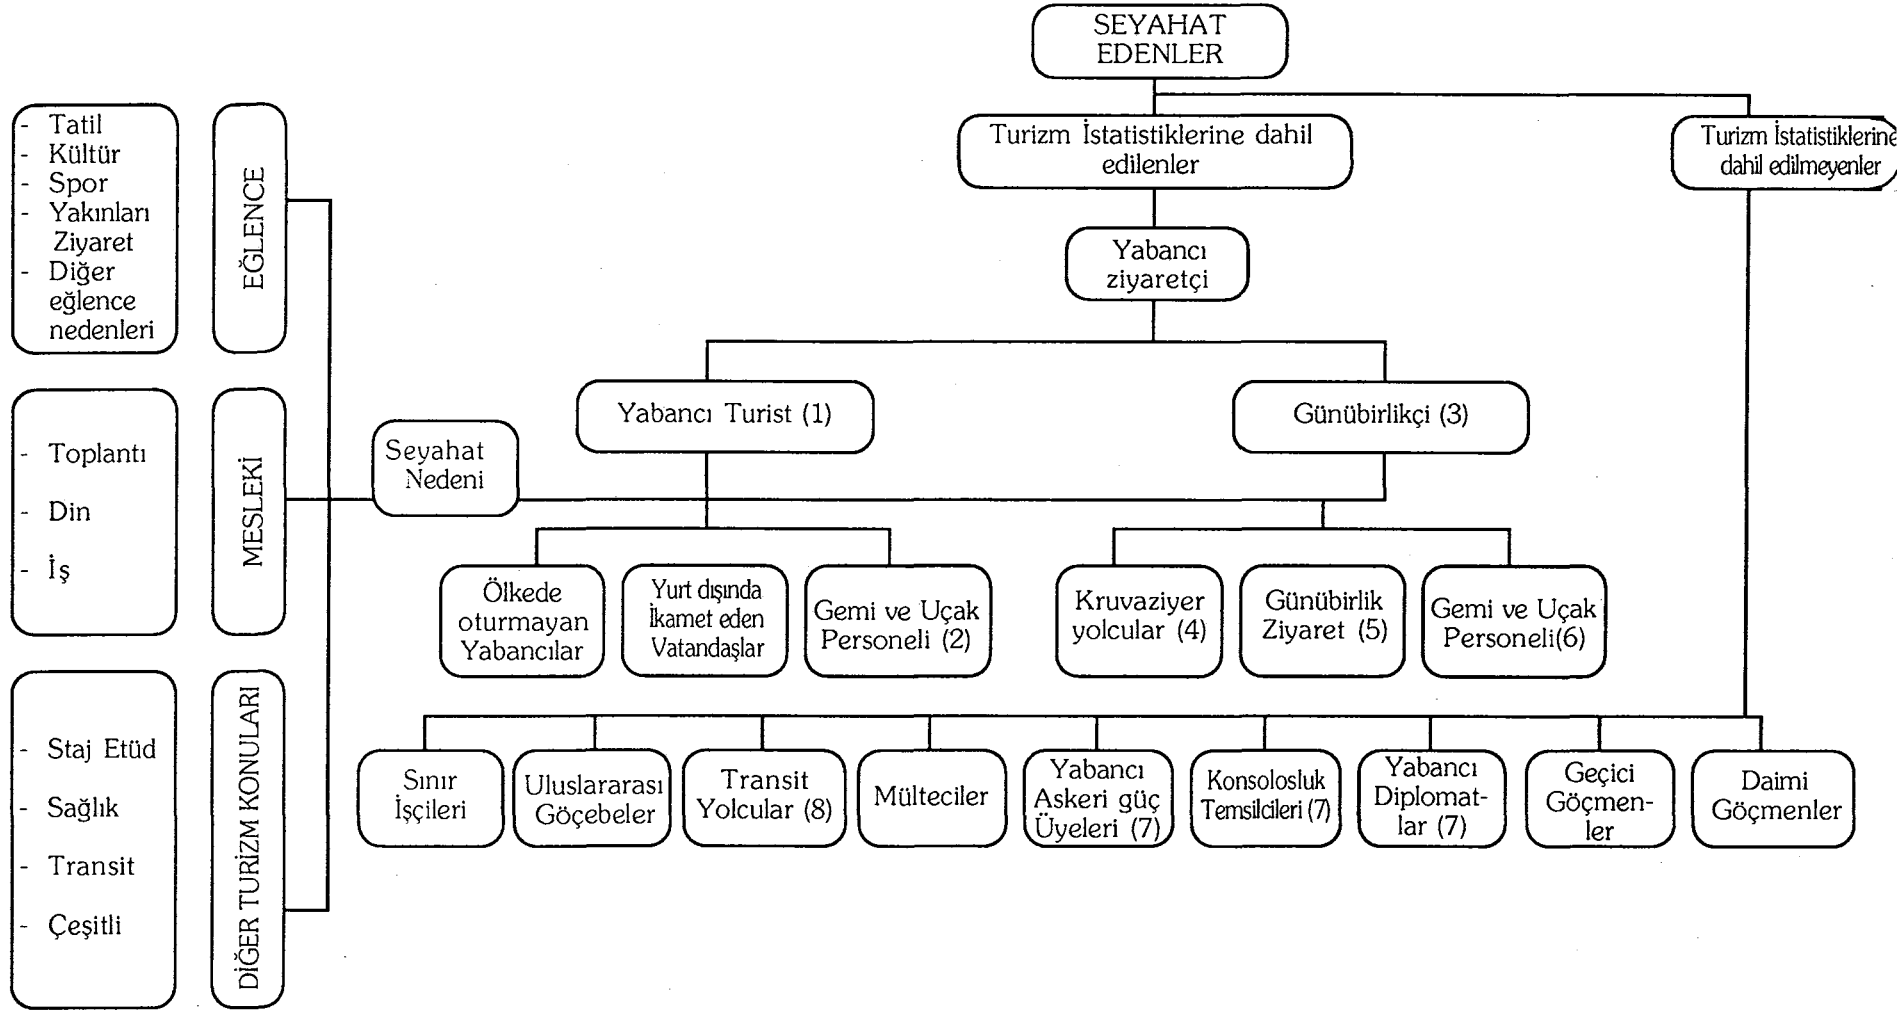 SEYAHAT
EDENLER
Turizm İstatistiklerine dahil
edilenler
Turizm İstatistiklerine
dahil edilmeyenler
Yabancı
ziyaretçi
Yabancı Turist (1)
Günübirlikçi (3)
Seyahat
Nedeni
- Tatil
- Kültür
- Spor
- Yakınları
Ziyaret
- Diğer
eğlence
nedenleri
EĞLENCE
- Toplantı
- Din
- İş
MESLEKİ
- Staj Etüd
- Sağlık
- Transit
- Çeşitli
DİĞER TURİZM KONULARI
Ölkede
oturmayan
Yabancılar
Yurt dışında
İkamet eden
Vatandaşlar
Gemi ve Uçak
Personeli (2)
Kruvaziyer
yolcular (4)
Günübirlik
Ziyaret (5)
Gemi ve Uçak
Personeli(6)
Sınır
İşçileri
Uluslararası
Göçebeler
Transit
Yolcular (8)
Mülteciler
Yabancı
Askeri güç
Üyeleri (7)
Konsolosluk
Temsilcileri (7)
Yabancı
Diplomat-
lar (7)
Geçici
Göçmen-
ler
Daimi
Göçmenler